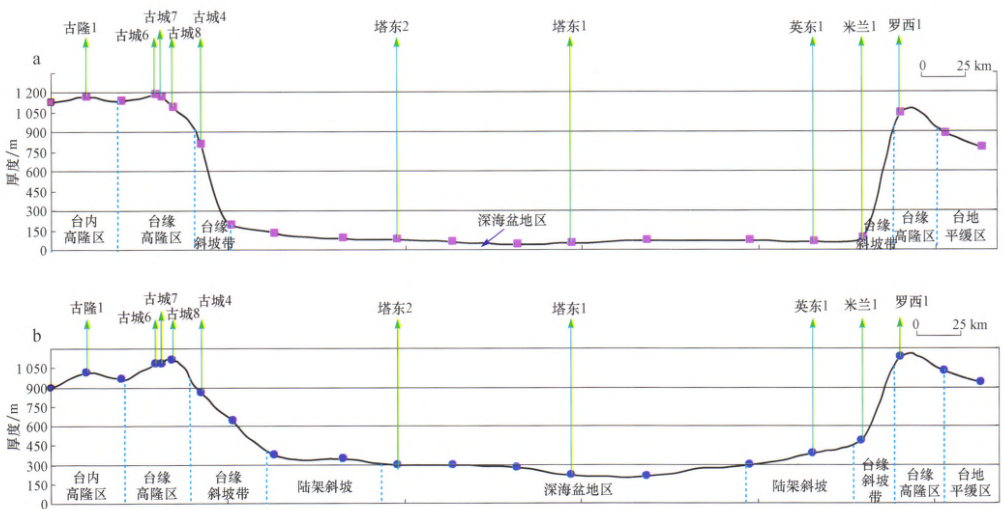 古隆1
古城6
古城7
古城8
古城4
塔东2
塔东1
英东1
米兰1
罗西1
a
0 25 km
厚度/m
1 200
1 050
900
750
600
450
300
150
0
台内
高隆区
台缘
高隆区
台缘
斜坡带
深海盆地区
台缘
斜坡带
台缘
高隆区
台地
平缓区
古隆1
古城6
古城7
古城8
古城4
塔东2
塔东1
英东1
米兰1
罗西1
b
0 25 km
厚度/m
1 050
900
750
600
450
300
150
0
台内
高隆区
台缘
高隆区
台缘
斜坡带
陆架斜坡
深海盆地区
陆架斜坡
台缘
斜坡
带
台缘
高隆区
台地
平缓区